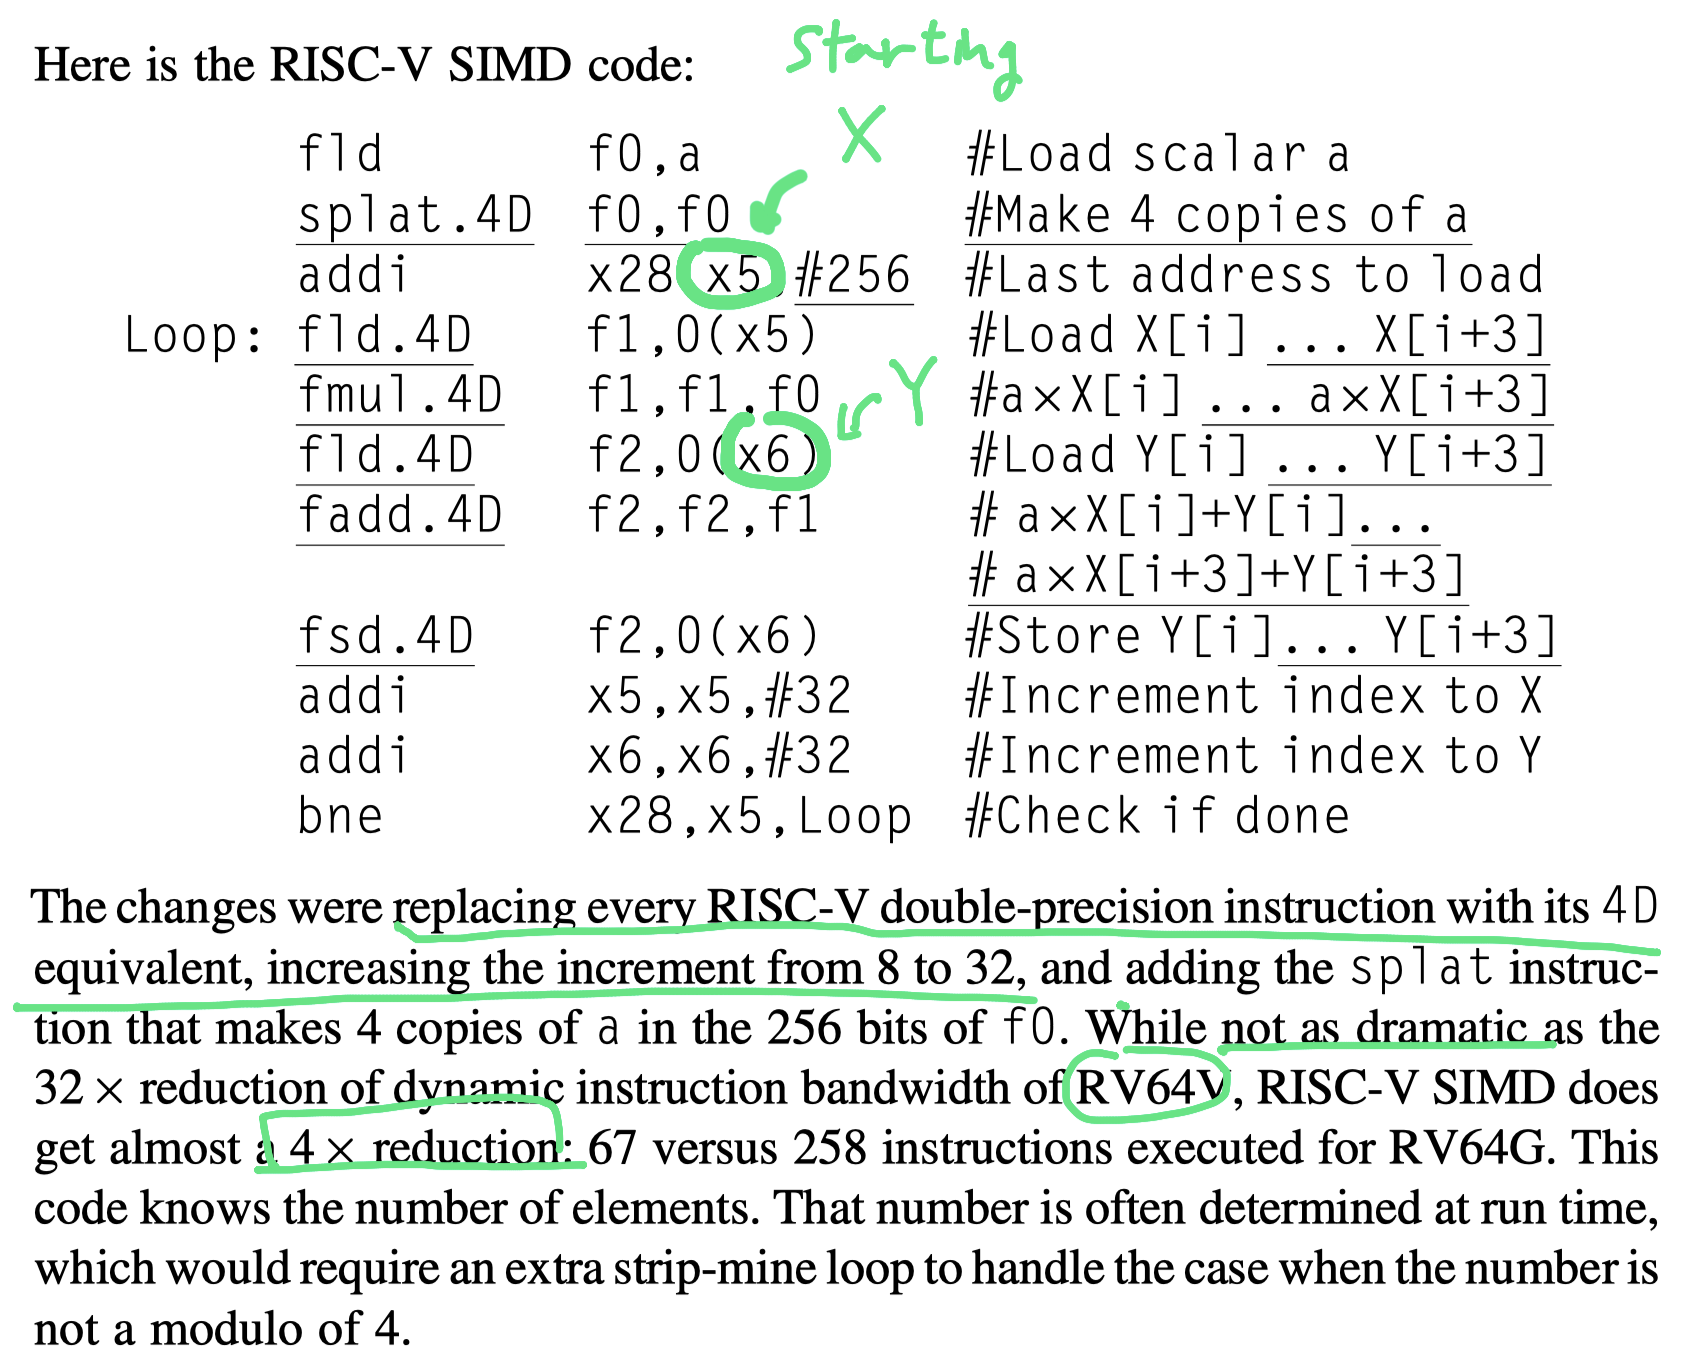 Starting
Here is the RISC-V SIMD code:
X
fld f0,a #Load scalar a
splat.4D f0,f0 #Make 4 copies of a
addi x28 x5, #256 #Last address to load
Loop: fld.4D f1,0(x5) #Load X[i] ... X[i+3]
Y
fmul.4D f1,f1,f0 #a×X[i] ... a×X[i+3]
fld.4D f2,0(x6) #Load Y[i] ... Y[i+3]
fadd.4D f2,f2,f1 # a×X[i]+Y[i]...
# a×X[i+3]+Y[i+3]
fsd.4D f2,0(x6) #Store Y[i]... Y[i+3]
addi x5,x5,#32 #Increment index to X
addi x6,x6,#32 #Increment index to Y
bne x28,x5,Loop #Check if done
The changes were replacing every RISC-V double-precision instruction with its 4D
equivalent, increasing the increment from 8 to 32, and adding the splat instruc-
tion that makes 4 copies of a in the 256 bits of f0. While not as dramatic as the
32 × reduction of dynamic instruction bandwidth of RV64V, RISC-V SIMD does
get almost a 4 × reduction: 67 versus 258 instructions executed for RV64G. This
code knows the number of elements. That number is often determined at run time,
which would require an extra strip-mine loop to handle the case when the number is
not a modulo of 4.